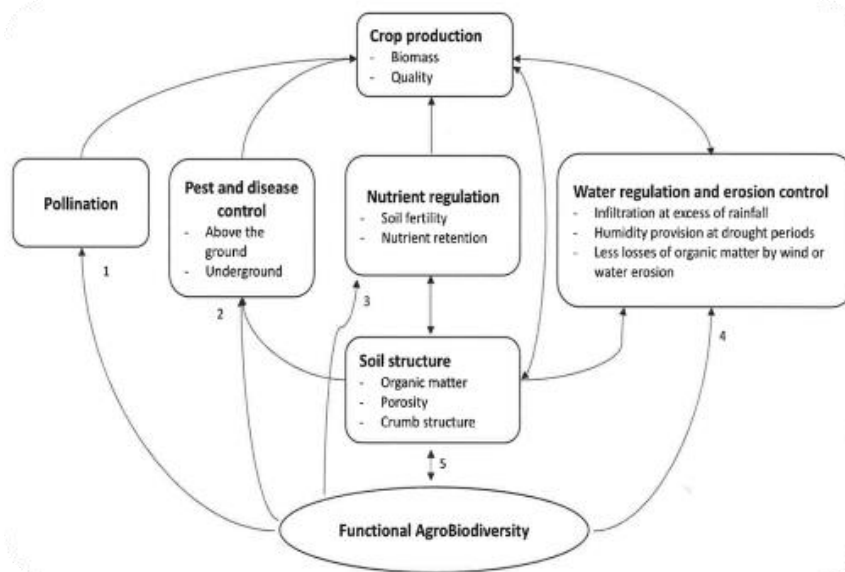 Crop production
- Biomass
- Quality
Pollination
Pest and disease
control
- Above the
ground
- Underground
Nutrient regulation
- Soil fertility
- Nutrient retention
Water regulation and erosion control
- Infiltration at excess of rainfall
- Humidity provision at drought periods
- Less losses of organic matter by wind or
water erosion
1
2
3
4
Soil structure
- Organic matter
- Porosity
- Crumb structure
5
Functional AgroBiodiversity